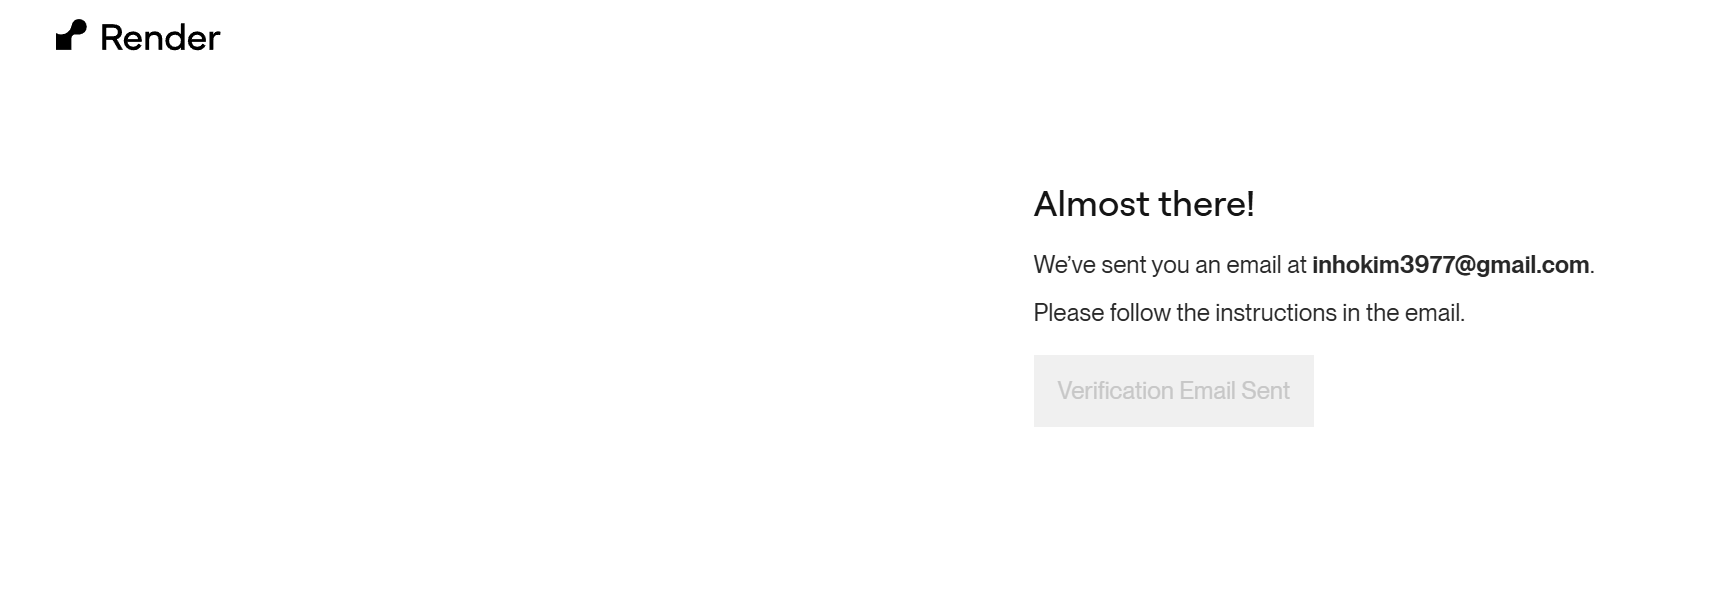 Render
Almost there!
We’ve sent you an email at inhokim3977@gmail.com.
Please follow the instructions in the email.
Verification Email Sent